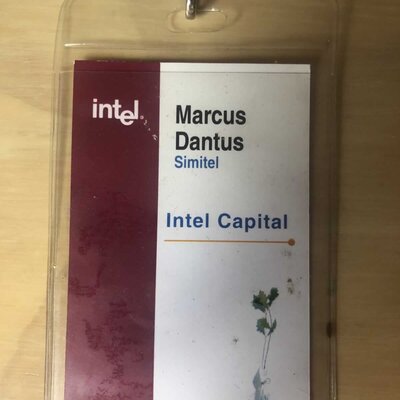 intel
Marcus
Dantus
Simitel
Intel Capital